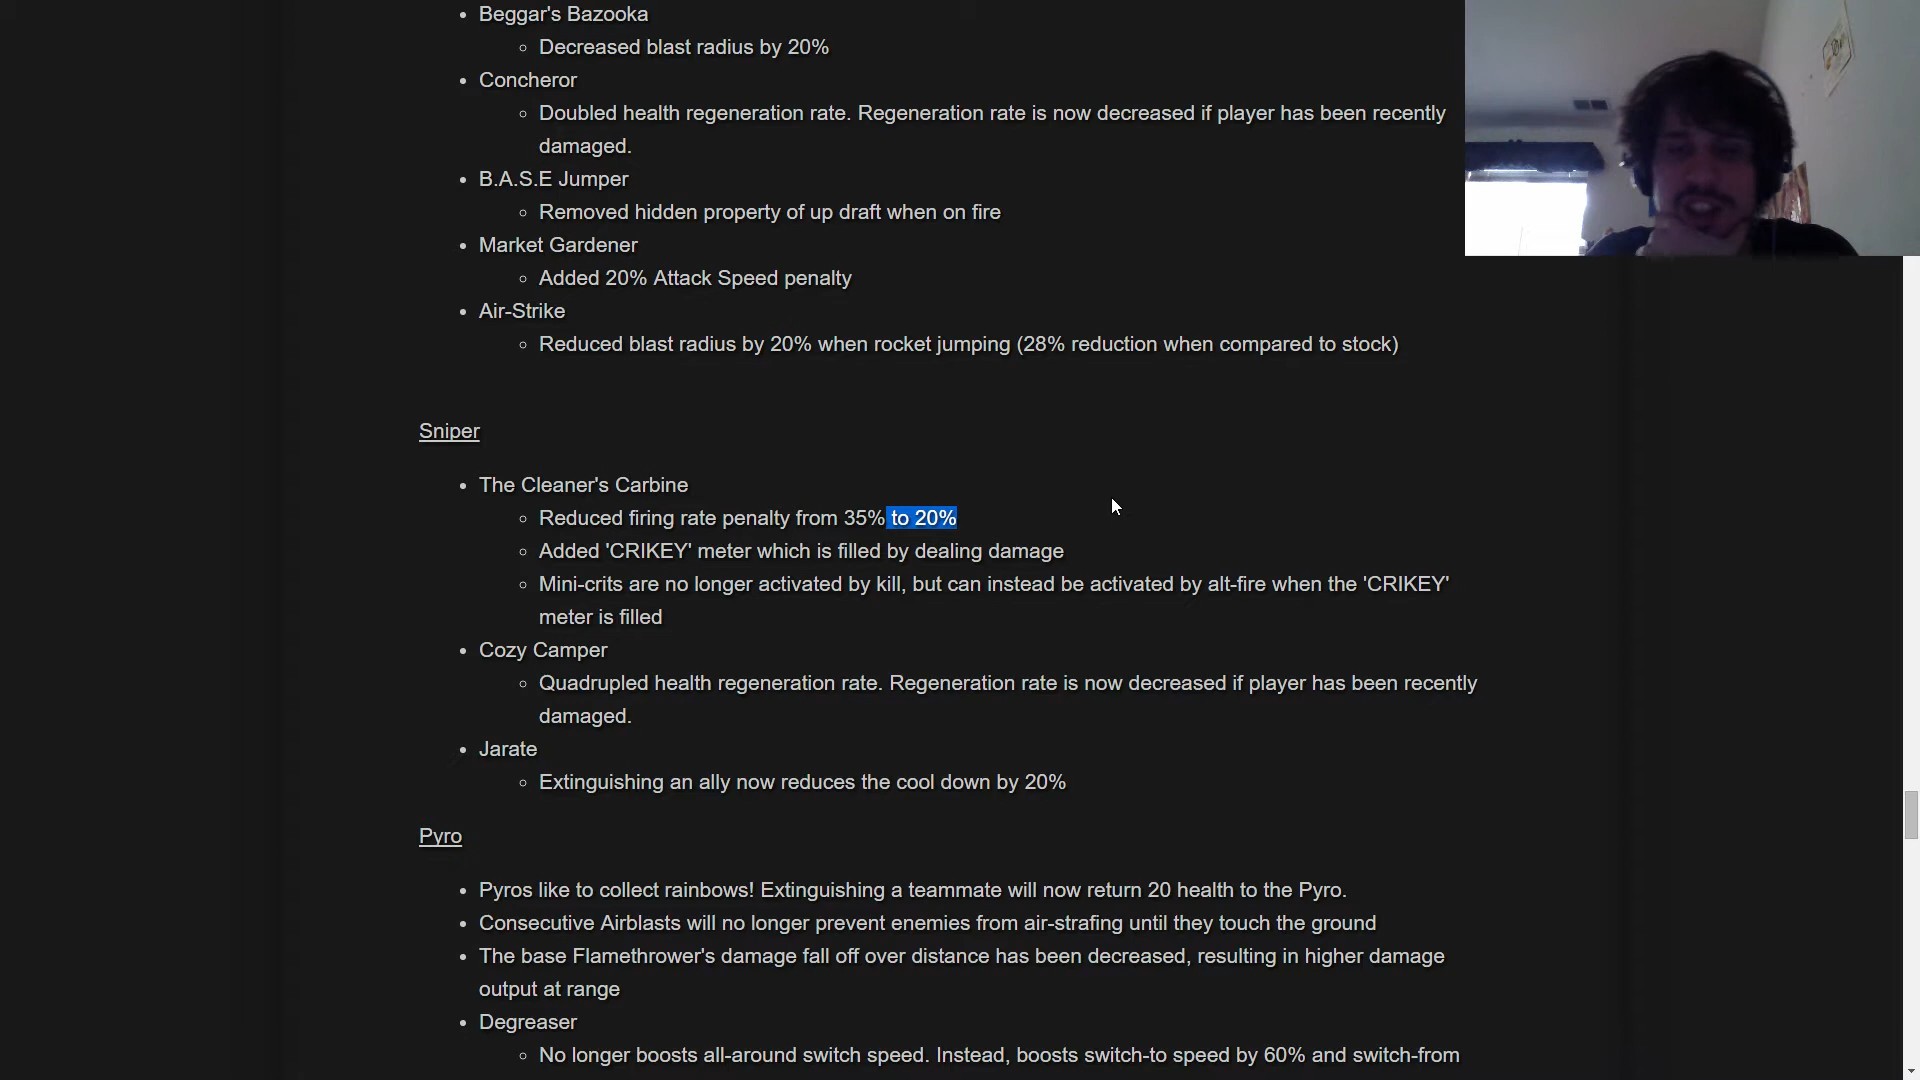 Beggar's Bazooka
Decreased blast radius by 20%
Concheror
Doubled health regeneration rate. Regeneration rate is now decreased if player has been recently
damaged.
B.A.S.E Jumper
Removed hidden property of up draft when on fire
Market Gardener
Added 20% Attack Speed penalty
Air-Strike
Reduced blast radius by 20% when rocket jumping (28% reduction when compared to stock)
Sniper
The Cleaner's Carbine
Reduced firing rate penalty from 35% to 20%
Added 'CRIKEY' meter which is filled by dealing damage
Mini-crits are no longer activated by kill, but can instead be activated by alt-fire when the 'CRIKEY'
meter is filled
Cozy Camper
Quadrupled health regeneration rate. Regeneration rate is now decreased if player has been recently
damaged.
Jarate
Extinguishing an ally now reduces the cool down by 20%
Pyro
Pyros like to collect rainbows! Extinguishing a teammate will now return 20 health to the Pyro.
Consecutive Airblasts will no longer prevent enemies from air-strafing until they touch the ground
The base Flamethrower's damage fall off over distance has been decreased, resulting in higher damage
output at range
Degreaser
No longer boosts all-around switch speed. Instead, boosts switch-to speed by 60% and switch-from